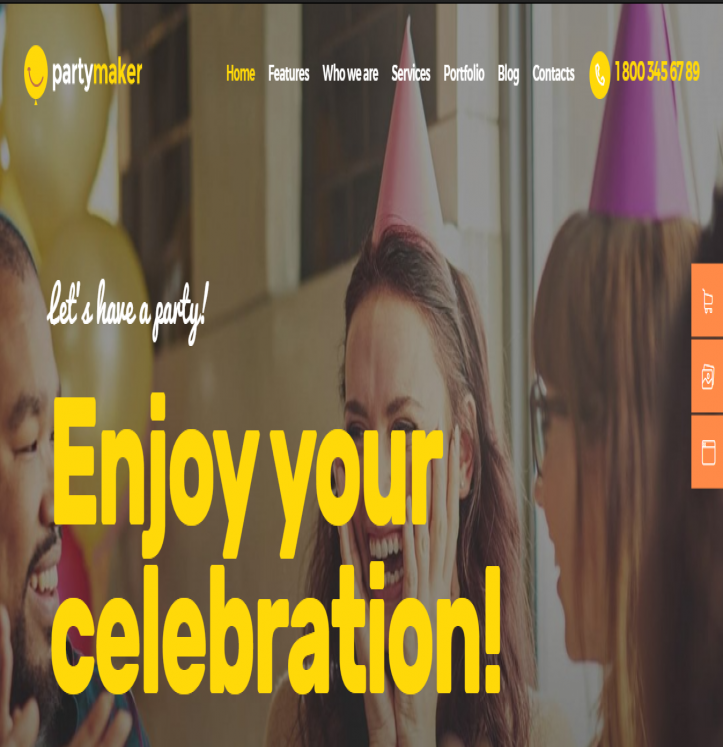 partymaker
Home Features Who we are Services Portfolio Blog Contacts 1 800 345 67 89
Let's have a party!
Enjoy your
celebration!